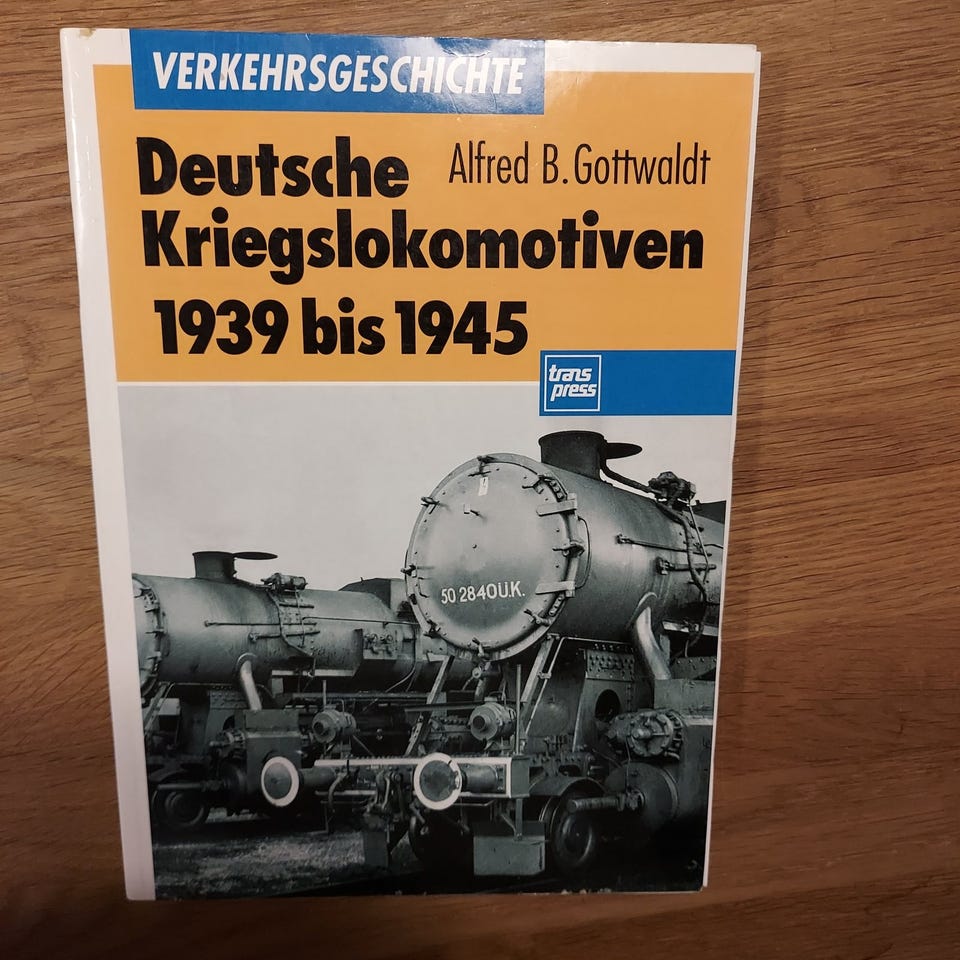 VERKEHRSGESCHICHTE
Deutsche
Alfred B. Gottwaldt
Kriegslokomotiven
1939 bis 1945
trans
press
50 2840 Ü.K.